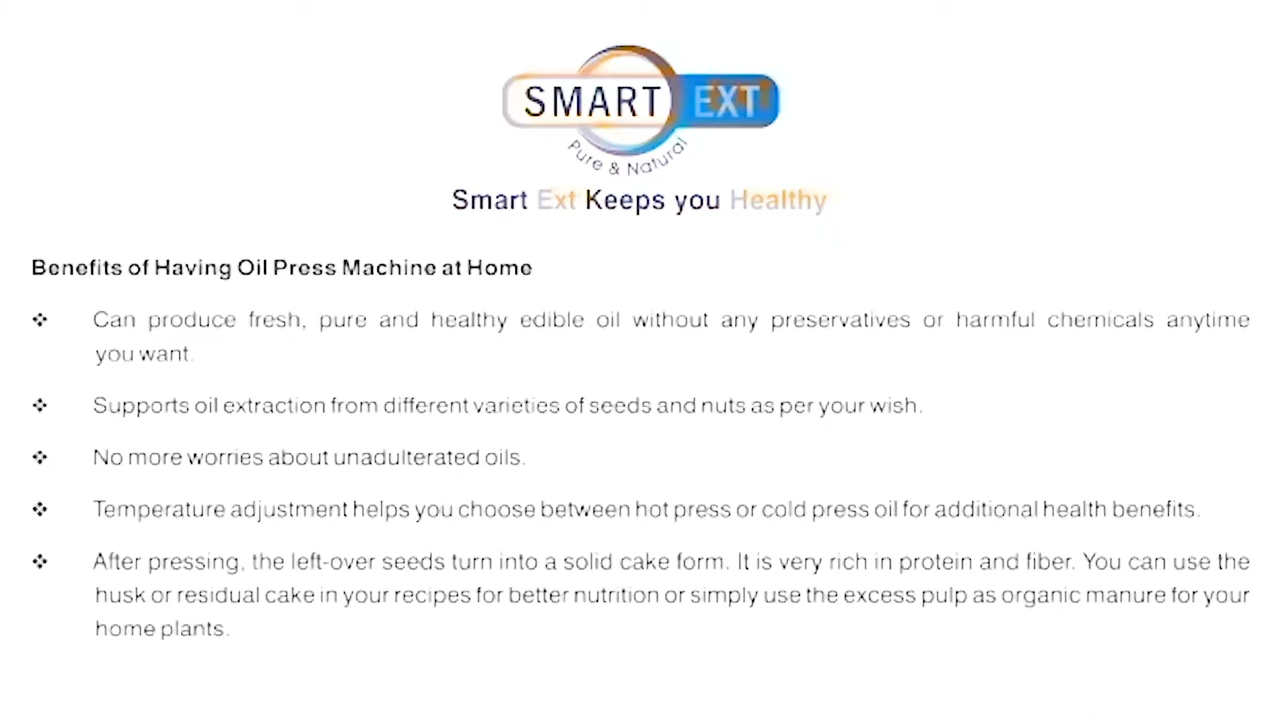 SMART EXT
Pure & Natural
Smart Ext Keeps you Healthy
Benefits of Having Oil Press Machine at Home
❖ Can produce fresh, pure and healthy edible oil without any preservatives or harmful chemicals anytime
you want.
❖ Supports oil extraction from different varieties of seeds and nuts as per your wish.
❖ No more worries about unadulterated oils.
❖ Temperature adjustment helps you choose between hot press or cold press oil for additional health benefits.
❖ After pressing, the left-over seeds turn into a solid cake form. It is very rich in protein and fiber. You can use the
husk or residual cake in your recipes for better nutrition or simply use the excess pulp as organic manure for your
home plants.